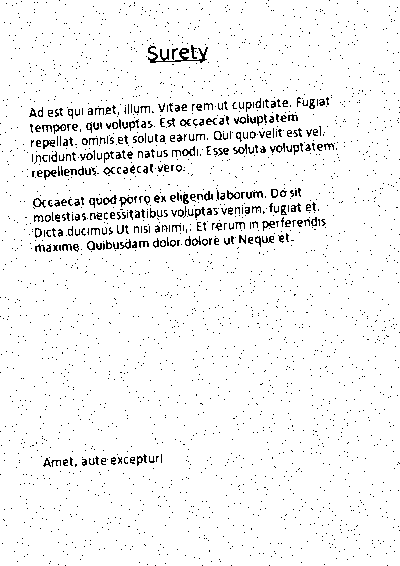 Surety
Ad est qui amet, illum. Vitae rem ut cupiditate. Fugiat
tempore, qui voluptas. Est occaecat voluptatem
repellat. omnis et soluta earum. Qui quo velit est vel.
Incidunt voluptate natus modi. Esse soluta voluptatem.
repellendus. occaecat vero.
Occaecat quod porro ex eligendi laborum. Do sit
molestias necessitatibus voluptas veniam, fugiat et.
Dicta ducimus Ut nisi animi,. Et rerum in perferendis
maxime. Quibusdam dolor dolore ut Neque et.
Amet, aute excepturi